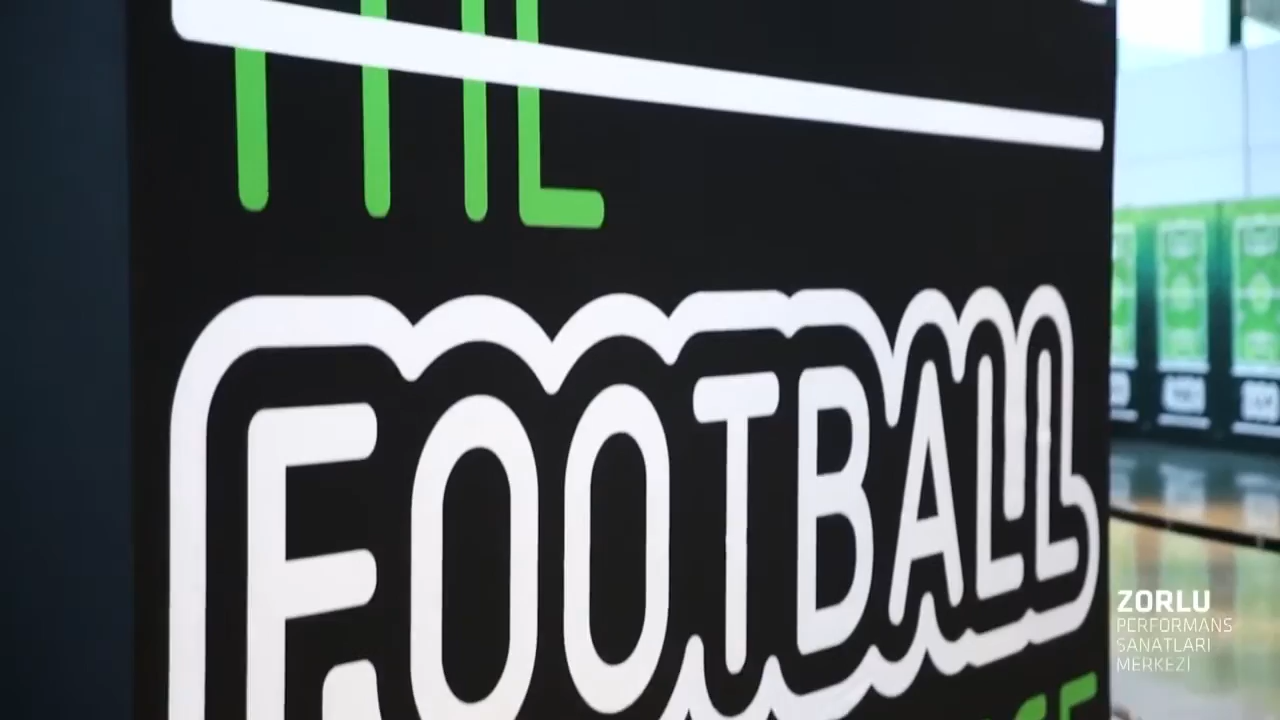 FOOTBALL
ZORLU
PERFORMANS
SANATLARI
MERKEZİ